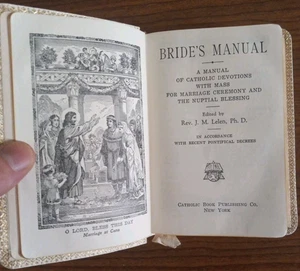 O LORD, BLESS THIS DAY
Marriage at Cana
BRIDE'S MANUAL
A MANUAL
OF CATHOLIC DEVOTIONS
WITH MASS
FOR MARRIAGE CEREMONY AND
THE NUPTIAL BLESSING
Edited by
Rev. J. M. Lelen, Ph. D.
IN ACCORDANCE
WITH RECENT PONTIFICAL DECREES
CATHOLIC BOOK PUBLISHING CO.
NEW YORK